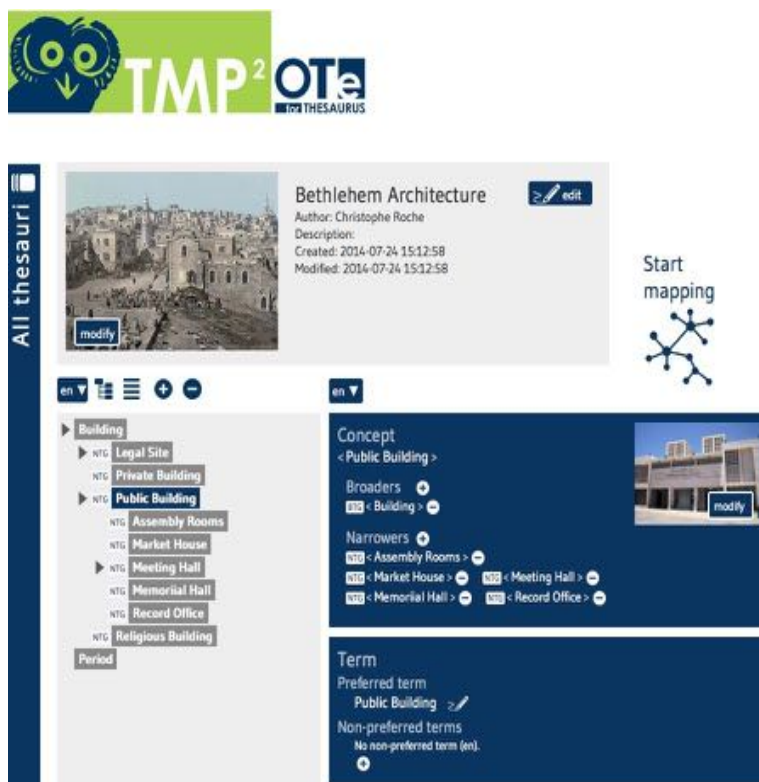 TMP²
OTe
for THESAURUS
All thesauri
Bethlehem Architecture
edit
Author: Christophe Roche
Description:
Created: 2014-07-24 15:12:58
Modified: 2014-07-24 15:12:58
modify
Start
mapping
en
Building
NTG Legal Site
NTG Private Building
NTG Public Building
NTG Assembly Rooms
NTG Market House
NTG Meeting Hall
NTG Memoriial Hall
NTG Record Office
NTG Religious Building
Period
en
Concept
<Public Building >
modify
Broaders
BTG < Building >
Narrowers
NTG < Assembly Rooms >
NTG < Market House > NTG < Meeting Hall >
NTG < Memoriial Hall > NTG < Record Office >
Term
Preferred term
Public Building
Non-preferred terms
No non-preferred term (en).